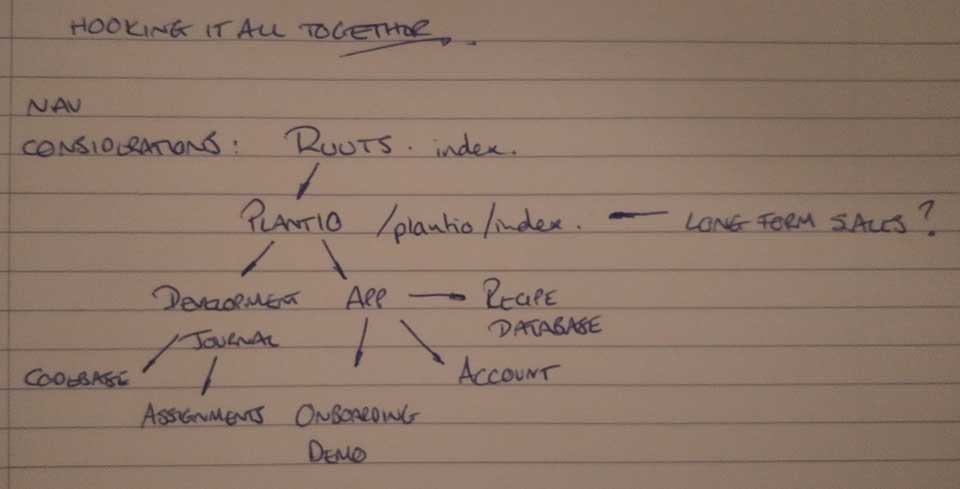 HOOKING IT ALL TOGETHER
NAV
CONSIDERATIONS: ROOTS. index.
PLANTIO /plantio/index. — LONG FORM SALES?
DEVELOPMENT APP RECIPE
JOURNAL DATABASE
CODEBASE ACCOUNT
ASSIGNMENTS ONBOARDING
DEMO